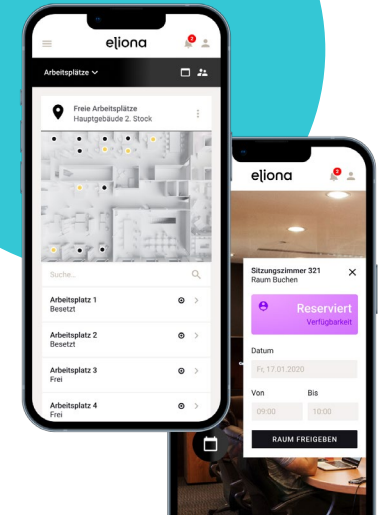 eliona
2
Arbeitsplätze
Freie Arbeitsplätze
Hauptgebäude 2. Stock
Suche...
Arbeitsplatz 1
Besetzt
Arbeitsplatz 2
Besetzt
Arbeitsplatz 3
Frei
Arbeitsplatz 4
Frei
eliona
Sitzungszimmer 321
Raum Buchen
Reserviert
Verfügbarkeit
Datum
Fr, 17.01.2020
Von Bis
09:00 10:00
RAUM FREIGEBEN